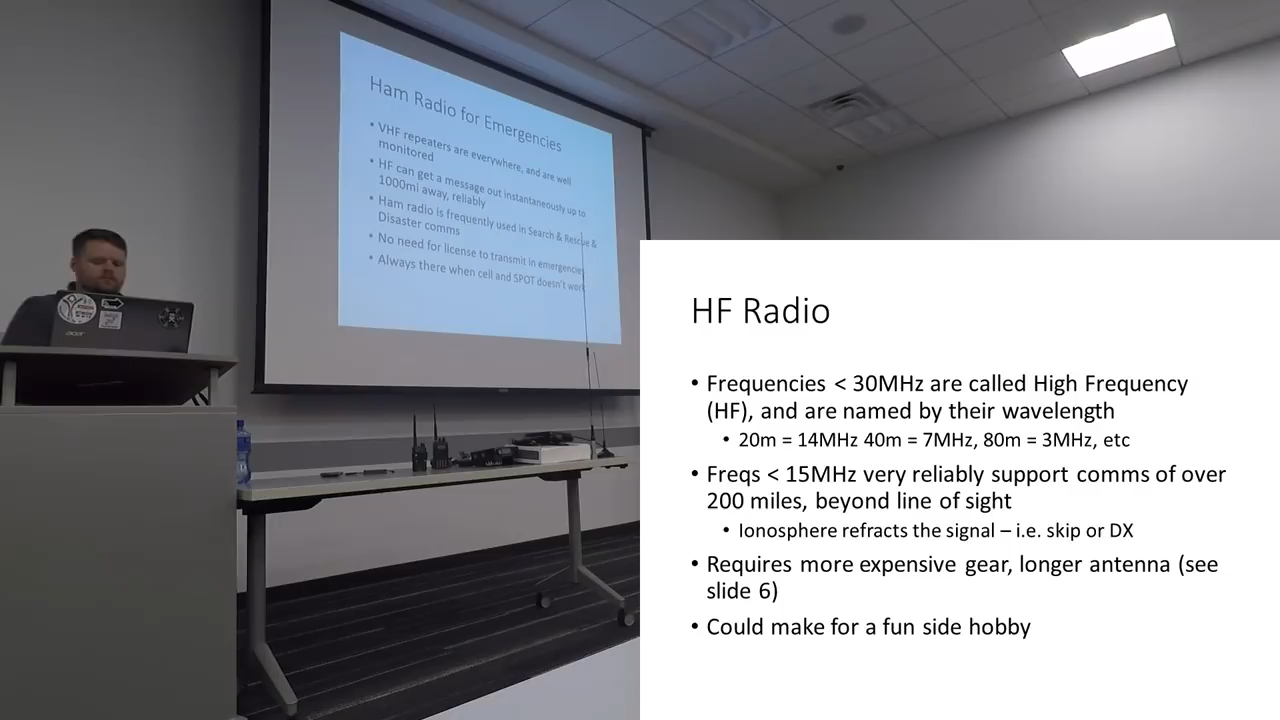 Ham Radio for Emergencies
• VHF repeaters are everywhere, and are well
monitored
• HF can get a message out instantaneously up to
1000mi away, reliably
• Ham radio is frequently used in Search & Rescue &
Disaster comms
• No need for license to transmit in emergencies
• Always there when cell and SPOT doesn't work
acer
HF Radio
• Frequencies < 30MHz are called High Frequency
(HF), and are named by their wavelength
• 20m = 14MHz 40m = 7MHz, 80m = 3MHz, etc
• Freqs < 15MHz very reliably support comms of over
200 miles, beyond line of sight
• Ionosphere refracts the signal – i.e. skip or DX
• Requires more expensive gear, longer antenna (see
slide 6)
• Could make for a fun side hobby